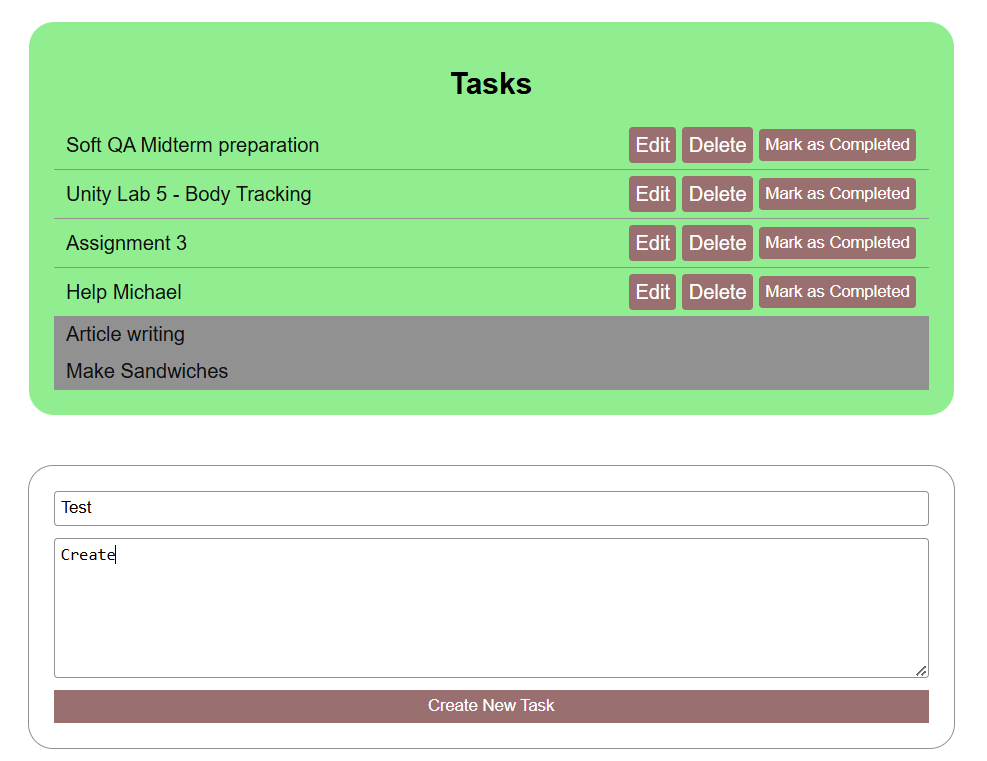 Tasks
Soft QA Midterm preparation Edit Delete Mark as Completed
Unity Lab 5 - Body Tracking Edit Delete Mark as Completed
Assignment 3 Edit Delete Mark as Completed
Help Michael Edit Delete Mark as Completed
Article writing
Make Sandwiches
Test
Create
Create New Task